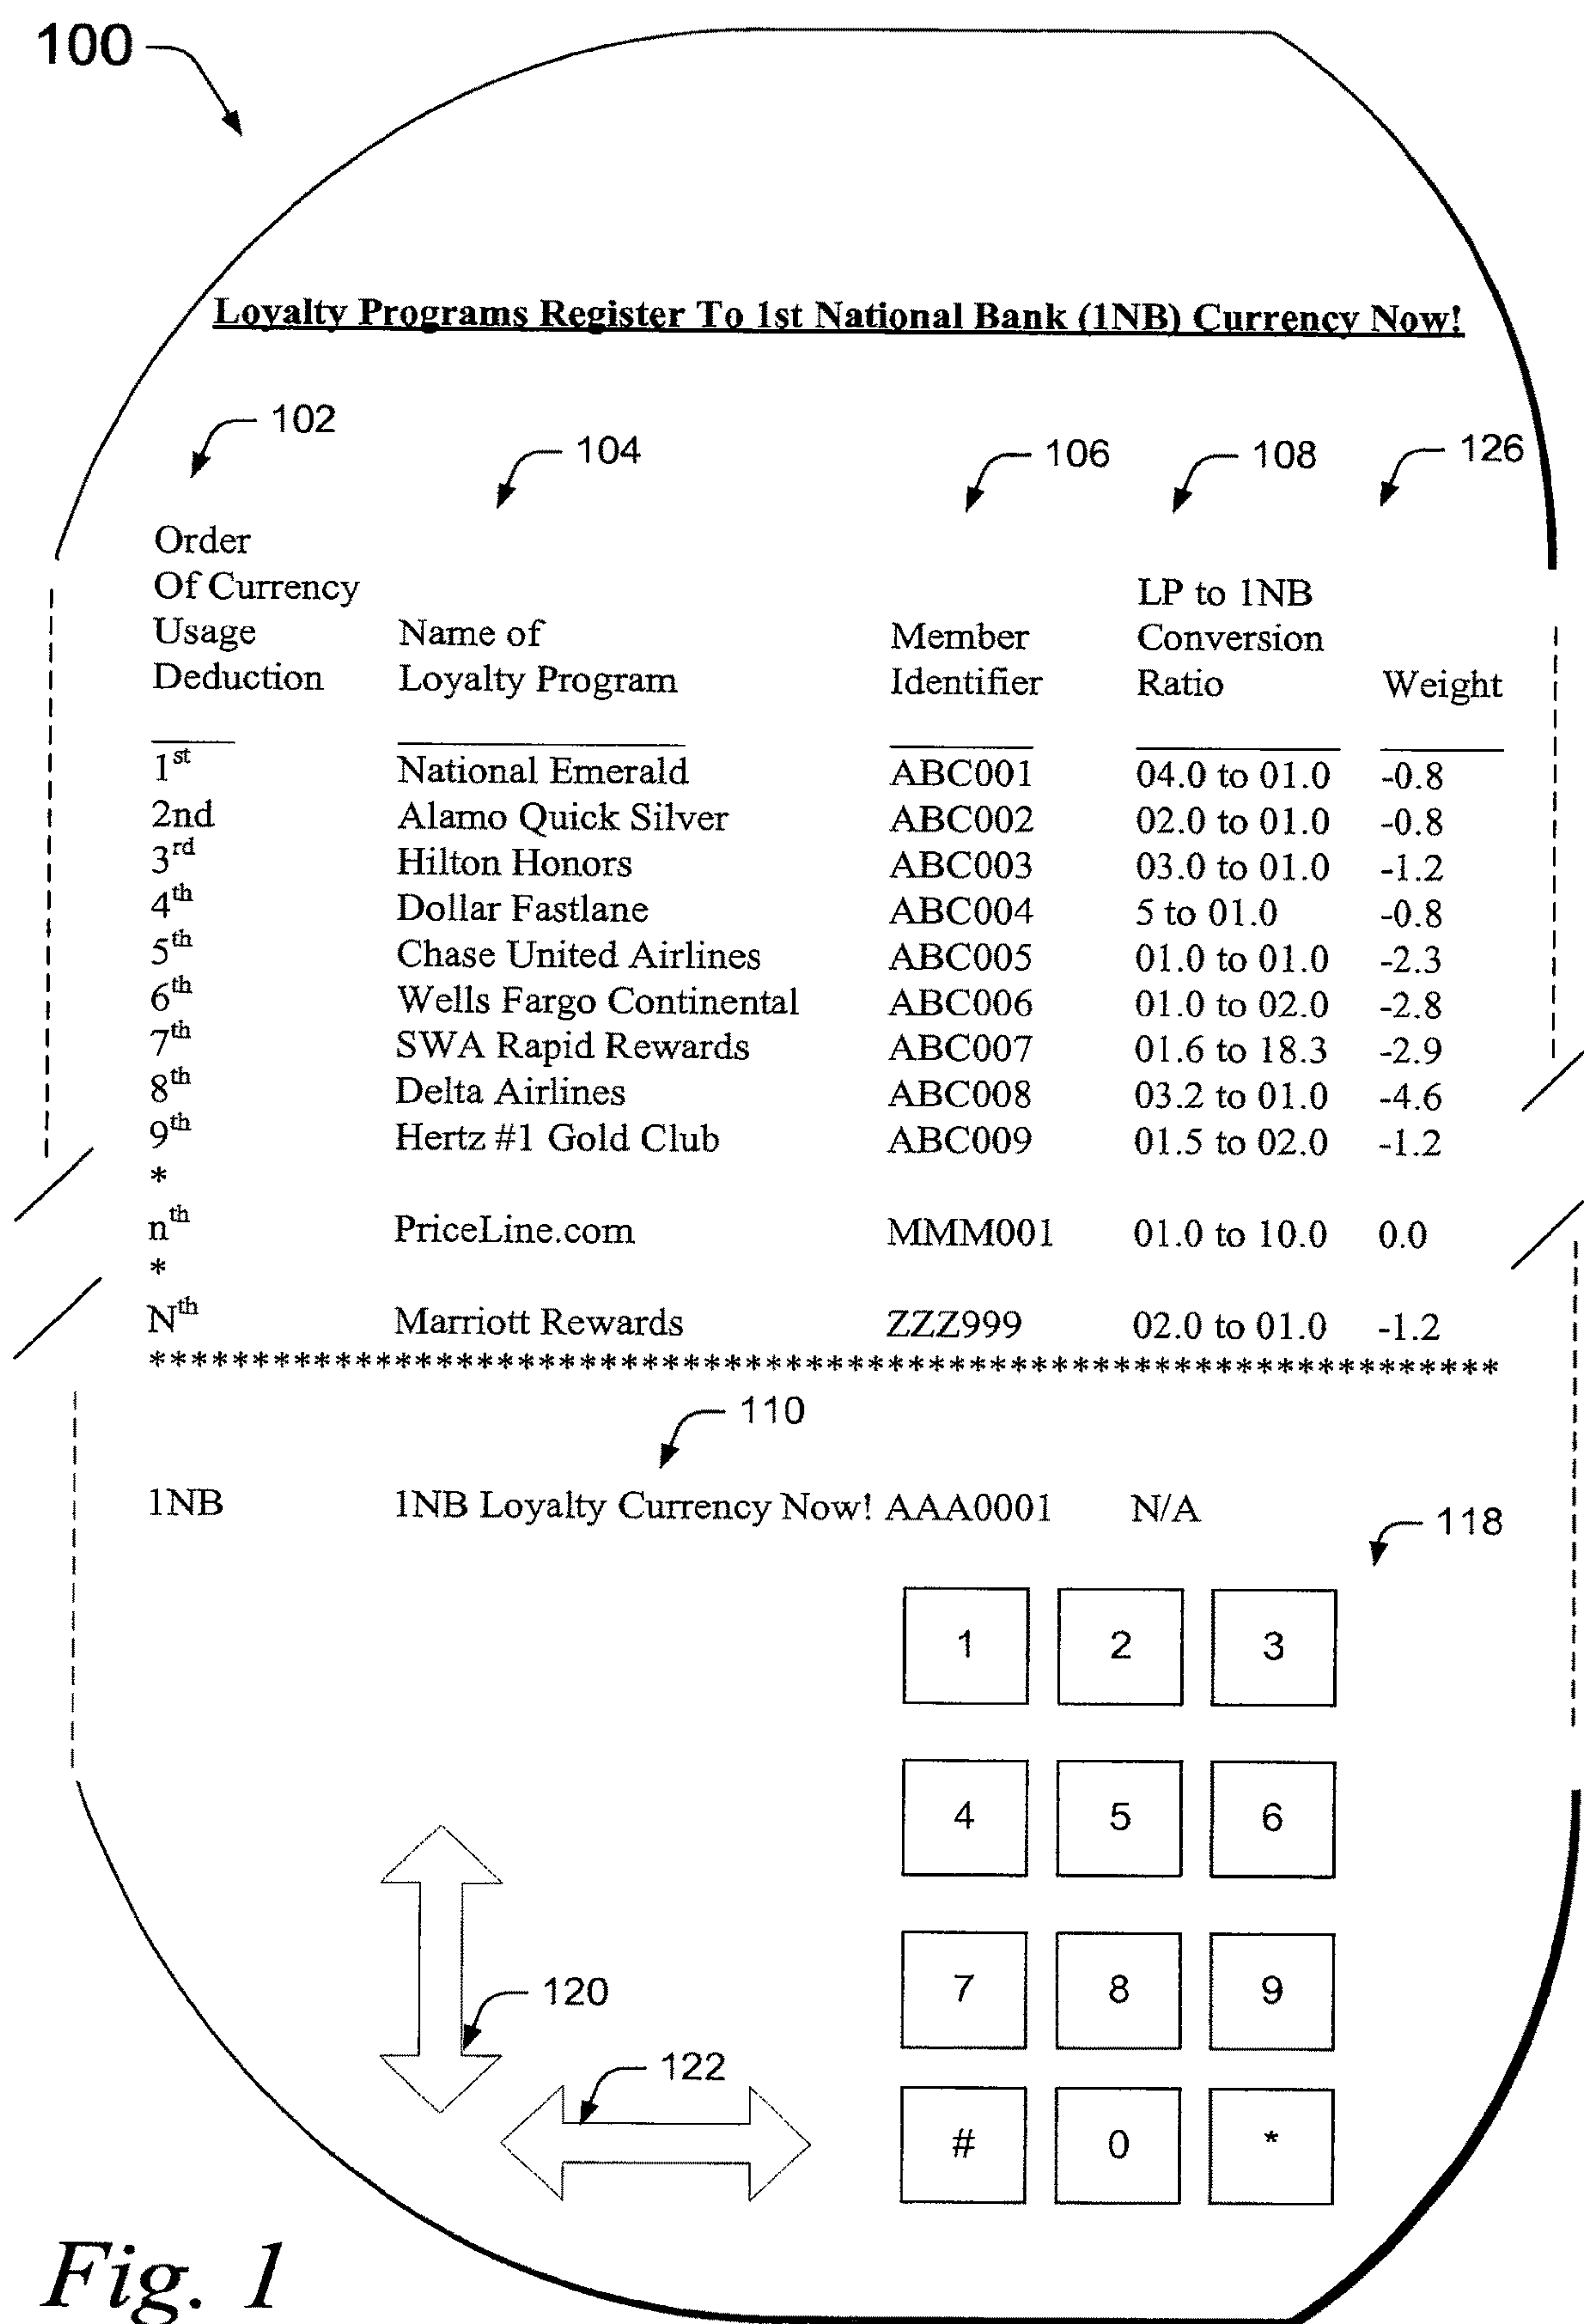 100
Loyalty Programs Register To 1st National Bank (1NB) Currency Now!
102
104
106
108
126
Order
Of Currency
Usage
Deduction
Name of
Loyalty Program
Member
Identifier
LP to 1NB
Conversion
Ratio
Weight
1st National Emerald ABC001 04.0 to 01.0 -0.8
2nd Alamo Quick Silver ABC002 02.0 to 01.0 -0.8
3rd Hilton Honors ABC003 03.0 to 01.0 -1.2
4th Dollar Fastlane ABC004 5 to 01.0 -0.8
5th Chase United Airlines ABC005 01.0 to 01.0 -2.3
6th Wells Fargo Continental ABC006 01.0 to 02.0 -2.8
7th SWA Rapid Rewards ABC007 01.6 to 18.3 -2.9
8th Delta Airlines ABC008 03.2 to 01.0 -4.6
9th Hertz #1 Gold Club ABC009 01.5 to 02.0 -1.2
*
nth PriceLine.com MMM001 01.0 to 10.0 0.0
*
Nth Marriott Rewards ZZZ999 02.0 to 01.0 -1.2
******************************************************************
110
1NB 1NB Loyalty Currency Now! AAA0001 N/A
118
1 2 3
4 5 6
7 8 9
# 0 *
120
122
Fig. 1